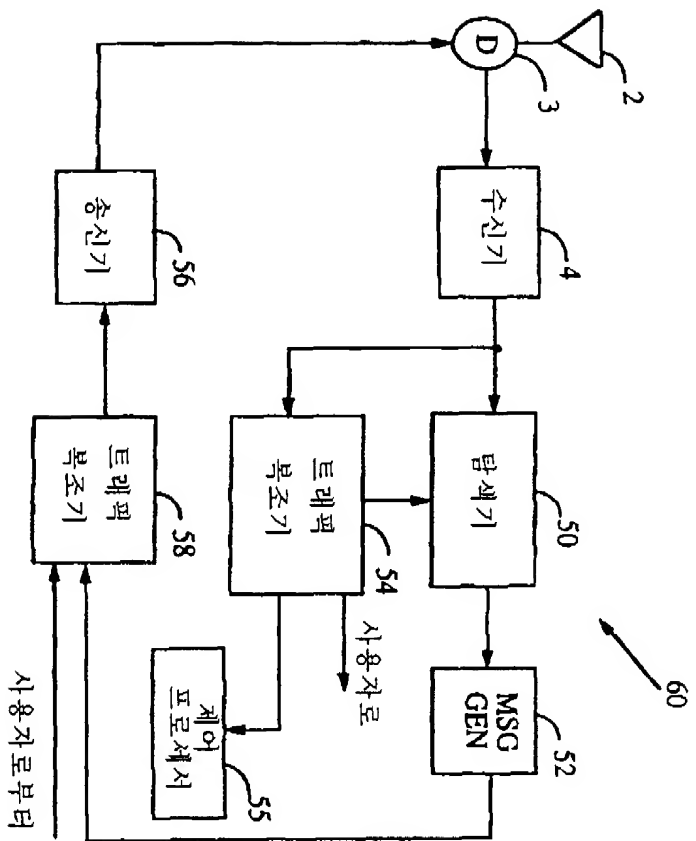 60
2
3
4
50
52
D
수신기
탐색기
MSG
GEN
54
트래픽
복조기
사용자로
55
제어
프로세서
56
58
송신기
트래픽
복조기
사용자로부터